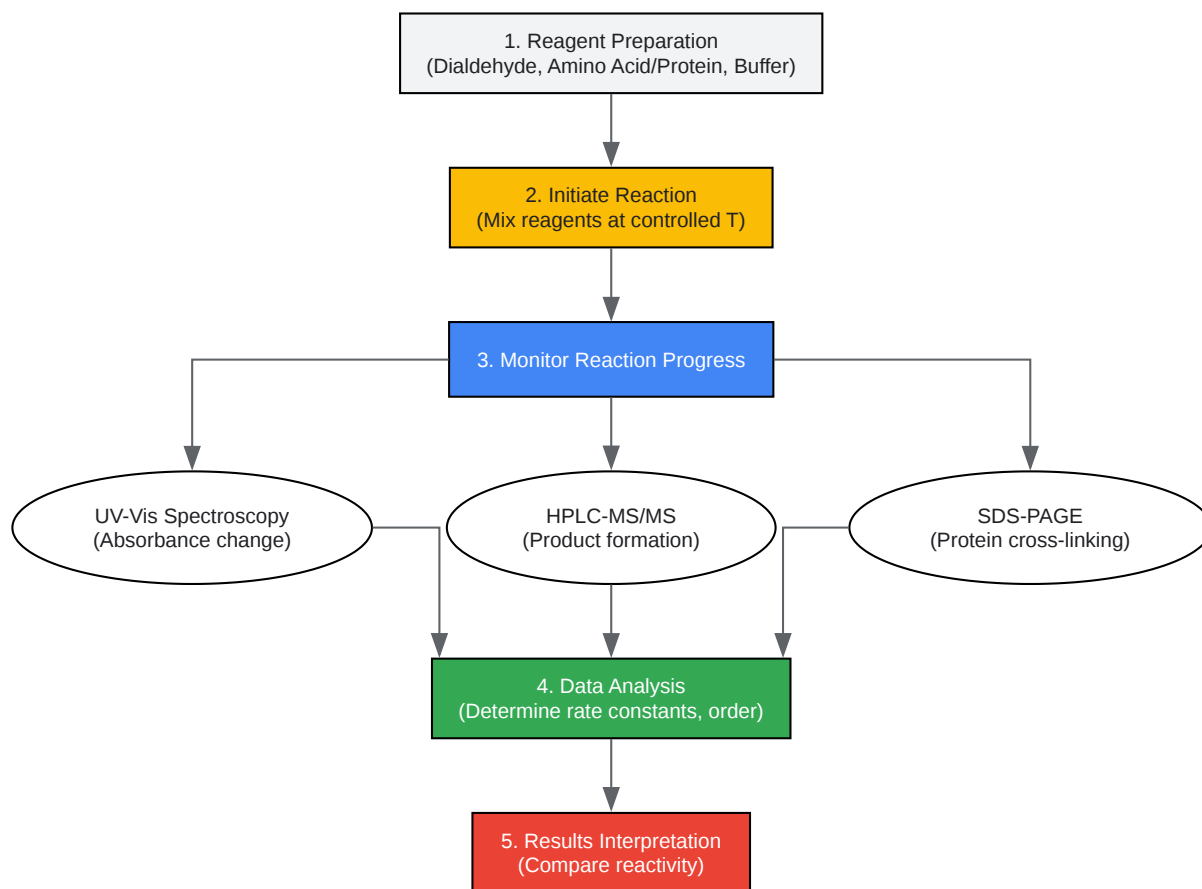 1. Reagent Preparation
(Dialdehyde, Amino Acid/Protein, Buffer)
2. Initiate Reaction
(Mix reagents at controlled T)
3. Monitor Reaction Progress
UV-Vis Spectroscopy
(Absorbance change)
HPLC-MS/MS
(Product formation)
SDS-PAGE
(Protein cross-linking)
4. Data Analysis
(Determine rate constants, order)
5. Results Interpretation
(Compare reactivity)